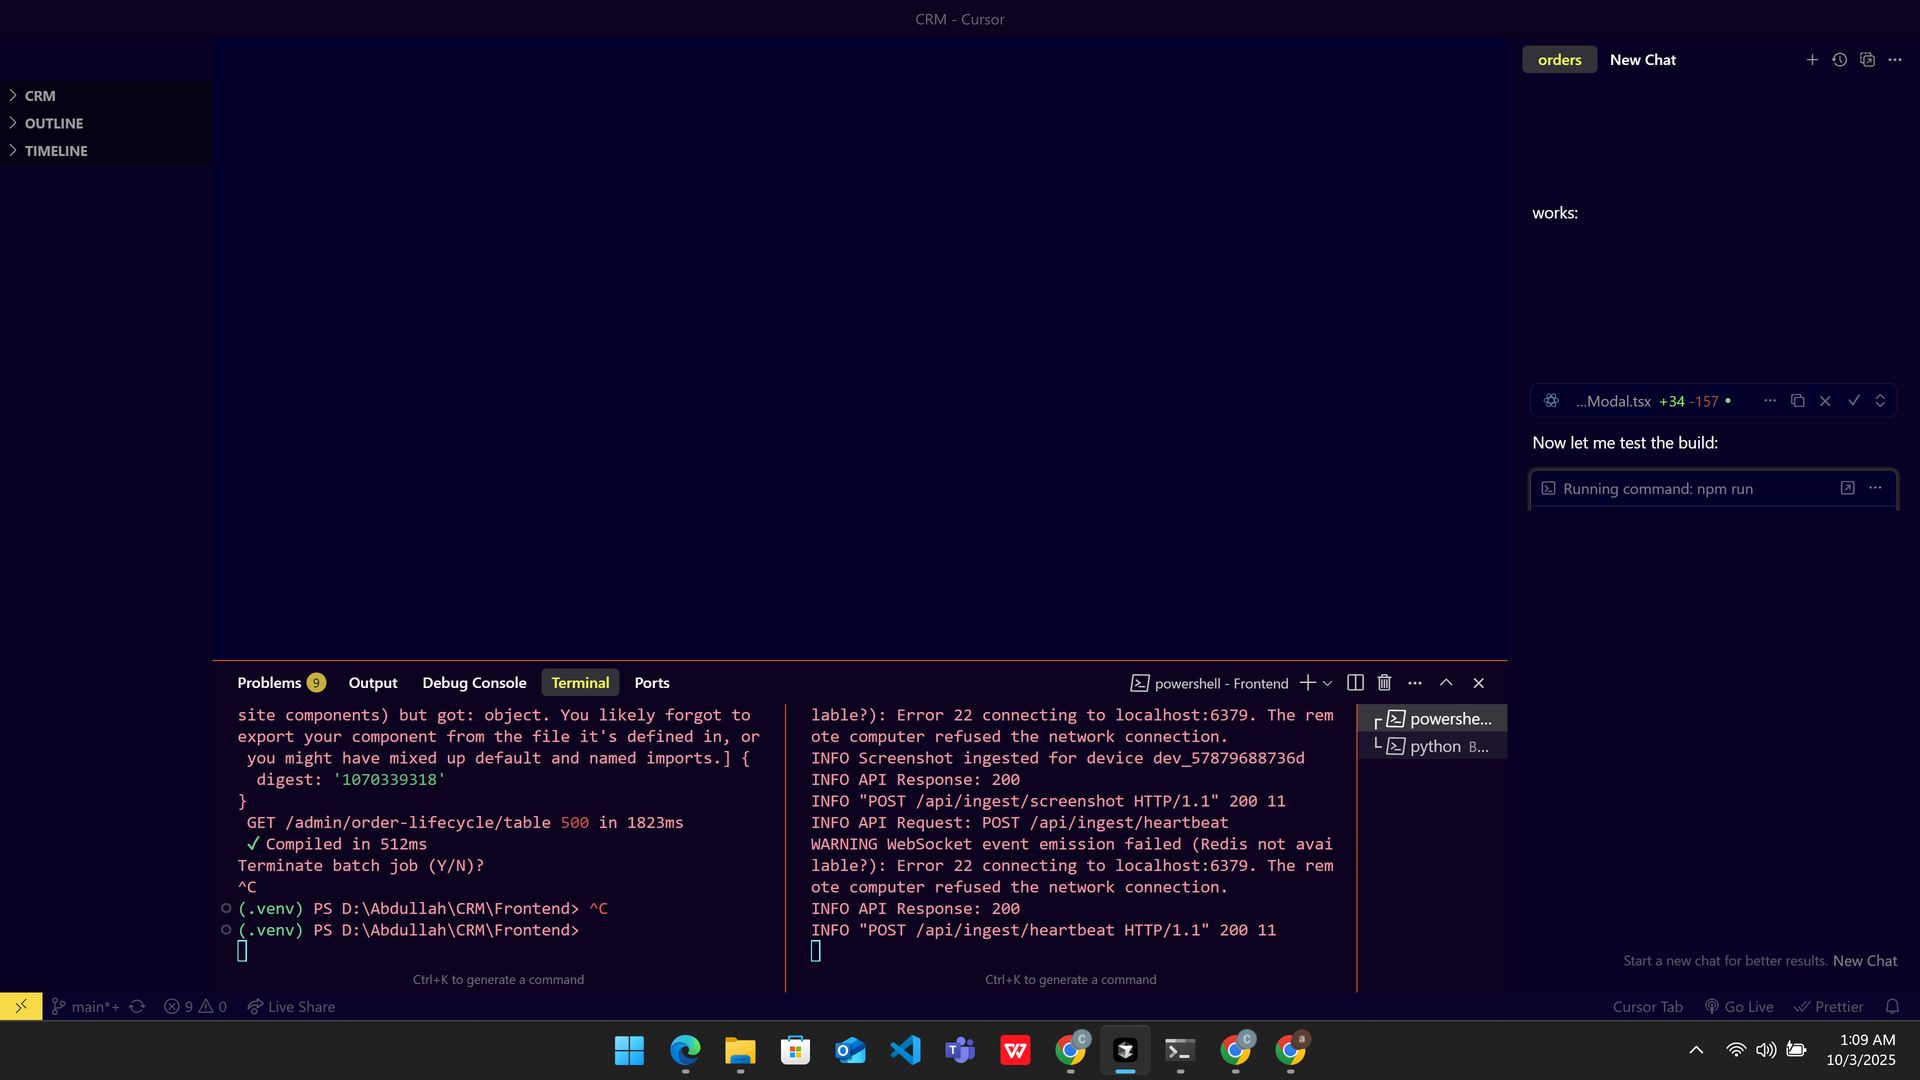 CRM - Cursor
CRM
OUTLINE
TIMELINE
orders New Chat
works:
...Modal.tsx +34 -157
Now let me test the build:
Running command: npm run
Start a new chat for better results. New Chat
Problems 9 Output Debug Console Terminal Ports
powershell - Frontend
site components) but got: object. You likely forgot to
export your component from the file it's defined in, or
you might have mixed up default and named imports.] {
digest: '1070339318'
}
GET /admin/order-lifecycle/table 500 in 1823ms
✓ Compiled in 512ms
Terminate batch job (Y/N)?
^C
(.venv) PS D:\Abdullah\CRM\Frontend> ^C
(.venv) PS D:\Abdullah\CRM\Frontend>
Ctrl+K to generate a command
lable?): Error 22 connecting to localhost:6379. The rem
ote computer refused the network connection.
INFO Screenshot ingested for device dev_57879688736d
INFO API Response: 200
INFO "POST /api/ingest/screenshot HTTP/1.1" 200 11
INFO API Request: POST /api/ingest/heartbeat
WARNING WebSocket event emission failed (Redis not avai
lable?): Error 22 connecting to localhost:6379. The rem
ote computer refused the network connection.
INFO API Response: 200
INFO "POST /api/ingest/heartbeat HTTP/1.1" 200 11
Ctrl+K to generate a command
powershe...
python B...
main*+ 9 0 Live Share
Cursor Tab Go Live Prettier
1:09 AM
10/3/2025